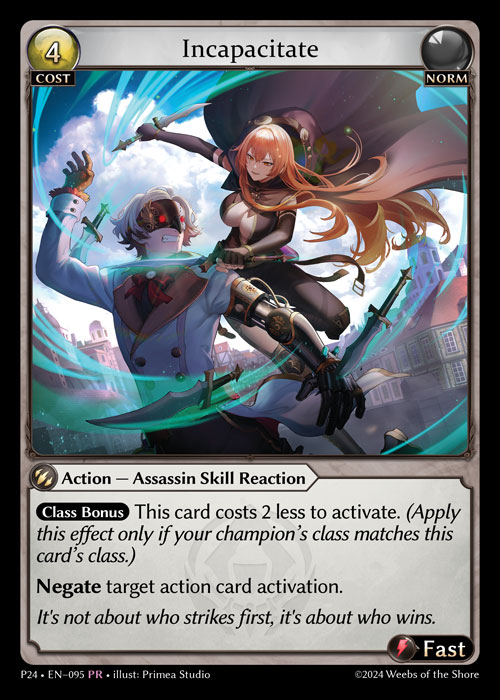 4
Incapacitate
COST
NORM
Action — Assassin Skill Reaction
Class Bonus This card costs 2 less to activate. (Apply
this effect only if your champion's class matches this
card's class.)
Negate target action card activation.
It's not about who strikes first, it's about who wins.
Fast
P24 • EN–095 PR • illust: Primea Studio
©2024 Weebs of the Shore